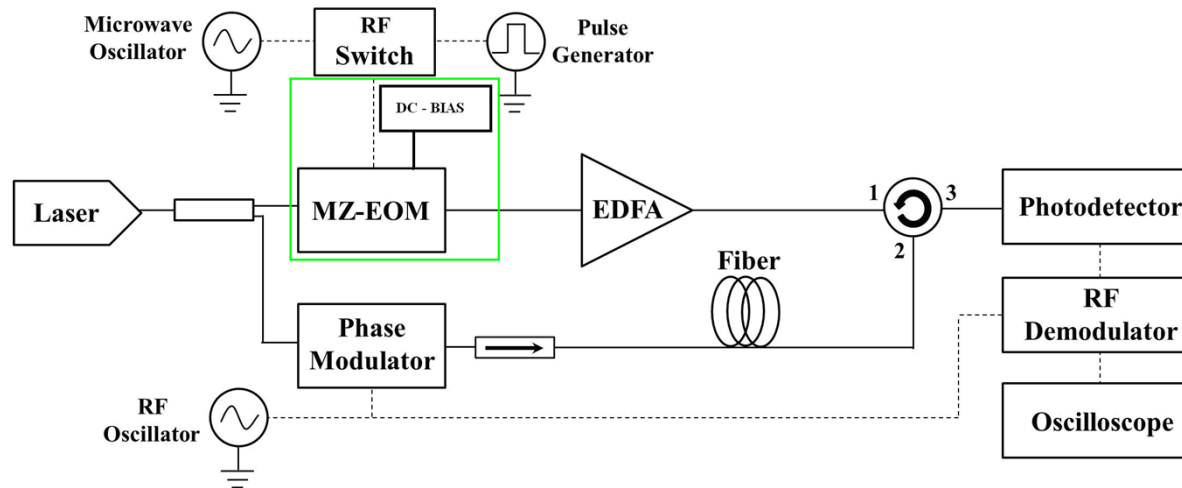 Microwave
Oscillator
RF
Switch
Pulse
Generator
DC - BIAS
Laser
MZ-EOM
EDFA
1
3
2
Photodetector
Fiber
Phase
Modulator
RF
Demodulator
RF
Oscillator
Oscilloscope